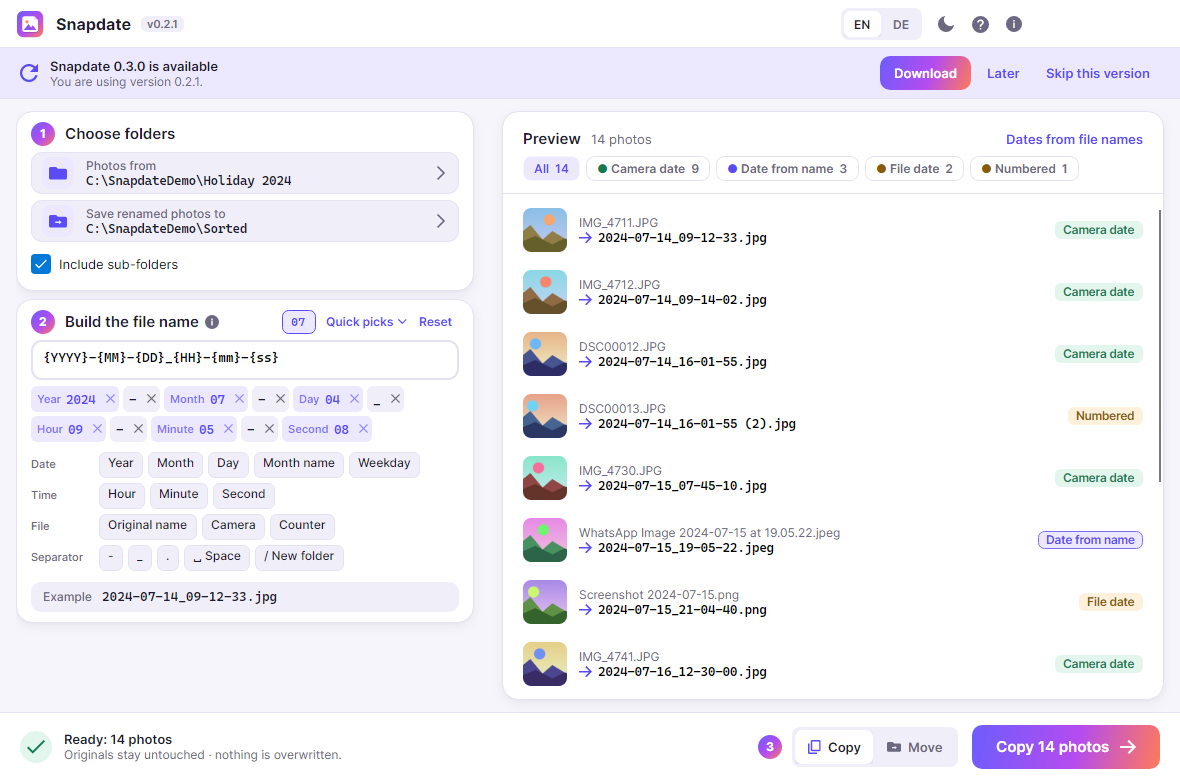 Snapdate v0.2.1
EN DE
Snapdate 0.3.0 is available
You are using version 0.2.1.
Download Later Skip this version
1 Choose folders
Photos from
C:\SnapdateDemo\Holiday 2024
Save renamed photos to
C:\SnapdateDemo\Sorted
Include sub-folders
2 Build the file name 07 Quick picks Reset
{YYYY}-{MM}-{DD}_{HH}-{mm}-{ss}
Year 2024 × - × Month 07 × - × Day 04 × _ ×
Hour 09 × - × Minute 05 × - × Second 08 ×
Date Year Month Day Month name Weekday
Time Hour Minute Second
File Original name Camera Counter
Separator - _ . ␣ Space / New folder
Example 2024-07-14_09-12-33.jpg
Preview 14 photos Dates from file names
All 14 Camera date 9 Date from name 3 File date 2 Numbered 1
IMG_4711.JPG
→ 2024-07-14_09-12-33.jpg Camera date
IMG_4712.JPG
→ 2024-07-14_09-14-02.jpg Camera date
DSC00012.JPG
→ 2024-07-14_16-01-55.jpg Camera date
DSC00013.JPG
→ 2024-07-14_16-01-55 (2).jpg Numbered
IMG_4730.JPG
→ 2024-07-15_07-45-10.jpg Camera date
WhatsApp Image 2024-07-15 at 19.05.22.jpeg
→ 2024-07-15_19-05-22.jpeg Date from name
Screenshot 2024-07-15.png
→ 2024-07-15_21-04-40.png File date
IMG_4741.JPG
→ 2024-07-16_12-30-00.jpg Camera date
Ready: 14 photos
Originals stay untouched · nothing is overwritten.
3 Copy Move Copy 14 photos →